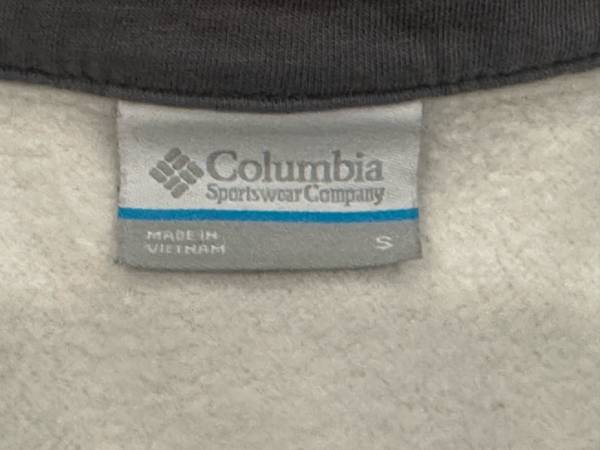 Columbia
Sportswear Company
MADE IN
VIETNAM
S